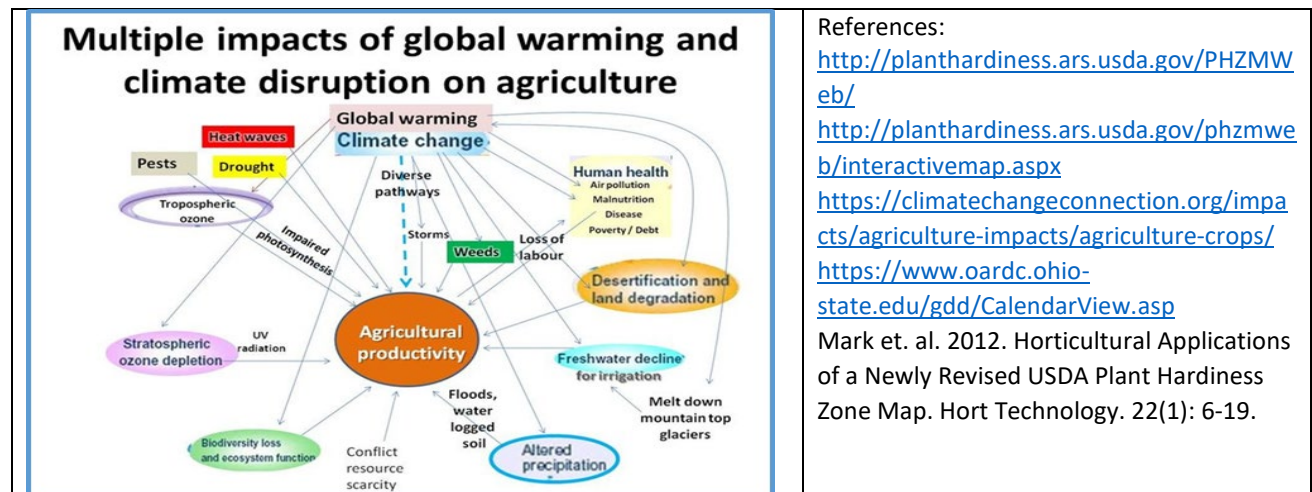 Multiple impacts of global warming and
climate disruption on agriculture
Global warming
Climate change
Heat waves
Pests
Drought
Tropospheric
ozone
Impaired
photosynthesis
Diverse
pathways
Storms
Weeds
Loss of
labour
Human health
Air pollution
Malnutrition
Disease
Poverty / Debt
Desertification and
land degradation
Agricultural
productivity
Stratospheric
ozone depletion
UV
radiation
Freshwater decline
for irrigation
Melt down
mountain top
glaciers
Floods,
water
logged
soil
Biodiversity loss
and ecosystem function
Conflict
resource
scarcity
Altered
precipitation
References:
http://planthardiness.ars.usda.gov/PHZMW
eb/
http://planthardiness.ars.usda.gov/phzmwe
b/interactivemap.aspx
https://climatechangeconnection.org/impa
cts/agriculture-impacts/agriculture-crops/
https://www.oardc.ohio-
state.edu/gdd/CalendarView.asp
Mark et. al. 2012. Horticultural Applications
of a Newly Revised USDA Plant Hardiness
Zone Map. Hort Technology. 22(1): 6-19.